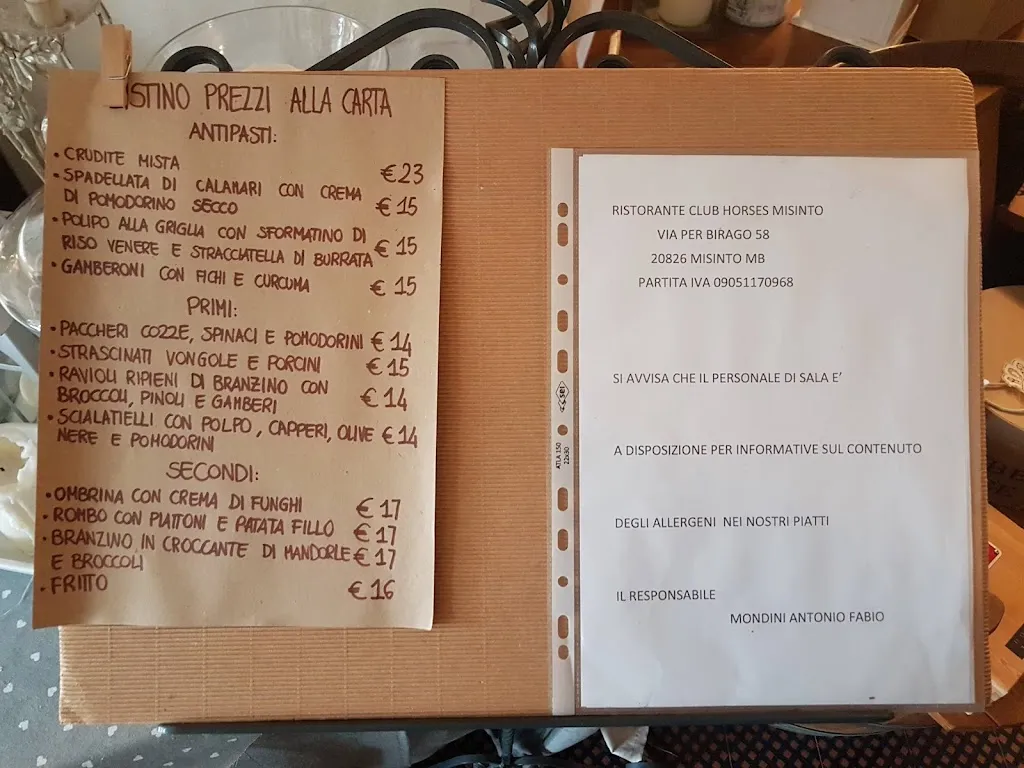 LISTINO PREZZI ALLA CARTA
ANTIPASTI:
• CRUDITE MISTA €23
• SPADELLATA DI CALAMARI CON CREMA
DI POMODORINO SECCO €15
• POLIPO ALLA GRIGLIA CON SFORMATINO DI
RISO VENERE E STRACCIATELLA DI BURRATA €15
• GAMBERONI CON FICHI E CURCUMA €15
PRIMI:
• PACCHERI COZZE, SPINACI E POMODORINI €14
• STRASCINATI VONGOLE E PORCINI €15
• RAVIOLI RIPIENI DI BRANZINO CON
BROCCOLI, PINOLI E GAMBERI €14
• SCIALATIELLI CON POLPO, CAPPERI, OLIVE €14
NERE E POMODORINI
SECONDI:
• OMBRINA CON CREMA DI FUNGHI €17
• ROMBO CON PIATTONI E PATATA FILLO €17
• BRANZINO IN CROCCANTE DI MANDORLE €17
E BROCCOLI
• FRITTO €16
RISTORANTE CLUB HORSES MISINTO
VIA PER BIRAGO 58
20826 MISINTO MB
PARTITA IVA 09051170968
SI AVVISA CHE IL PERSONALE DI SALA E'
A DISPOSIZIONE PER INFORMATIVE SUL CONTENUTO
DEGLI ALLERGENI NEI NOSTRI PIATTI
IL RESPONSABILE
MONDINI ANTONIO FABIO
sei
ATLA 150
22x30